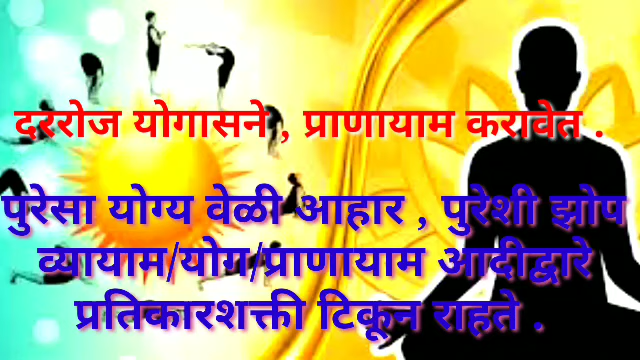 दररोज योगासने , प्राणायाम करावेत .
पुरेसा योग्य वेळी आहार , पुरेशी झोप
व्यायाम/योग/प्राणायाम आदीद्वारे
प्रतिकारशक्ती टिकून राहते .